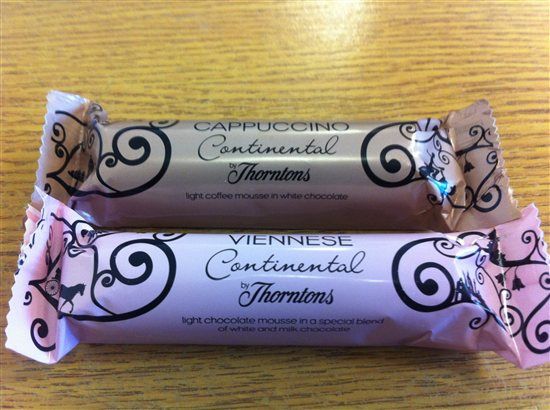 CAPPUCCINO
Continental
by
Thorntons
light coffee mousse in white chocolate
VIENNESE
Continental
by
Thorntons
light chocolate mousse in a special blend
of white and milk chocolate